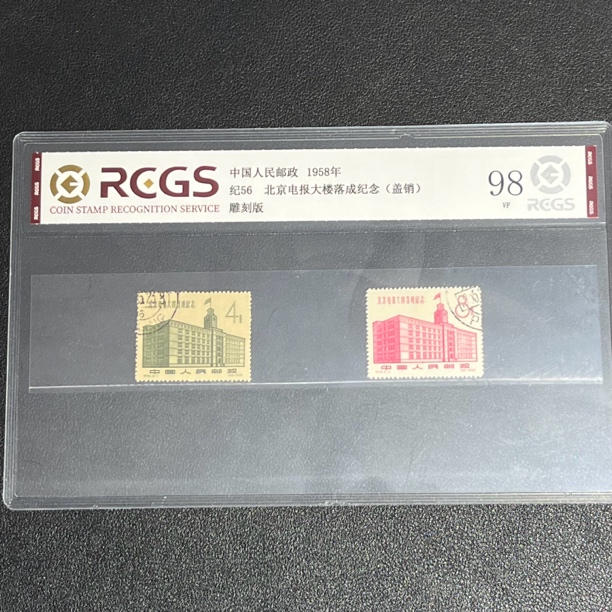 RCGS
COIN STAMP RECOGNITION SERVICE
中国人民邮政 1958年
纪56 北京电报大楼落成纪念（盖销）
雕刻版
98
VF
RCGS
4
中国人民邮政
8
中国人民邮政